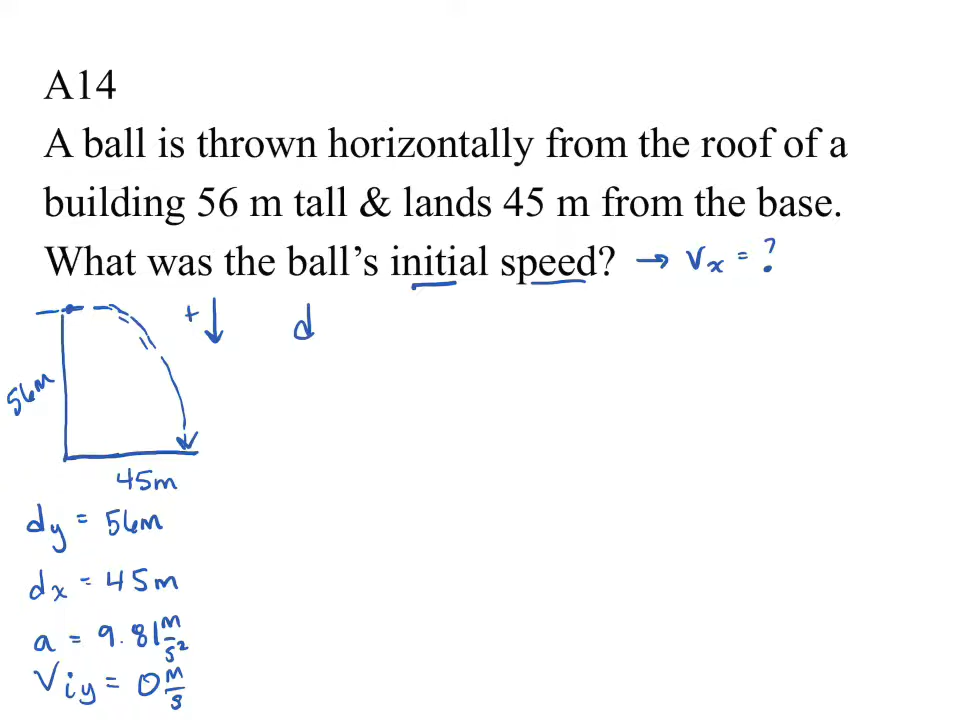 A14
A ball is thrown horizontally from the roof of a
building 56 m tall & lands 45 m from the base.
What was the ball's initial speed? → vx = ?
+ ↓ d
56m
45m
dy = 56m
dx = 45m
a = 9.81 m/s²
Viy = 0 m/s